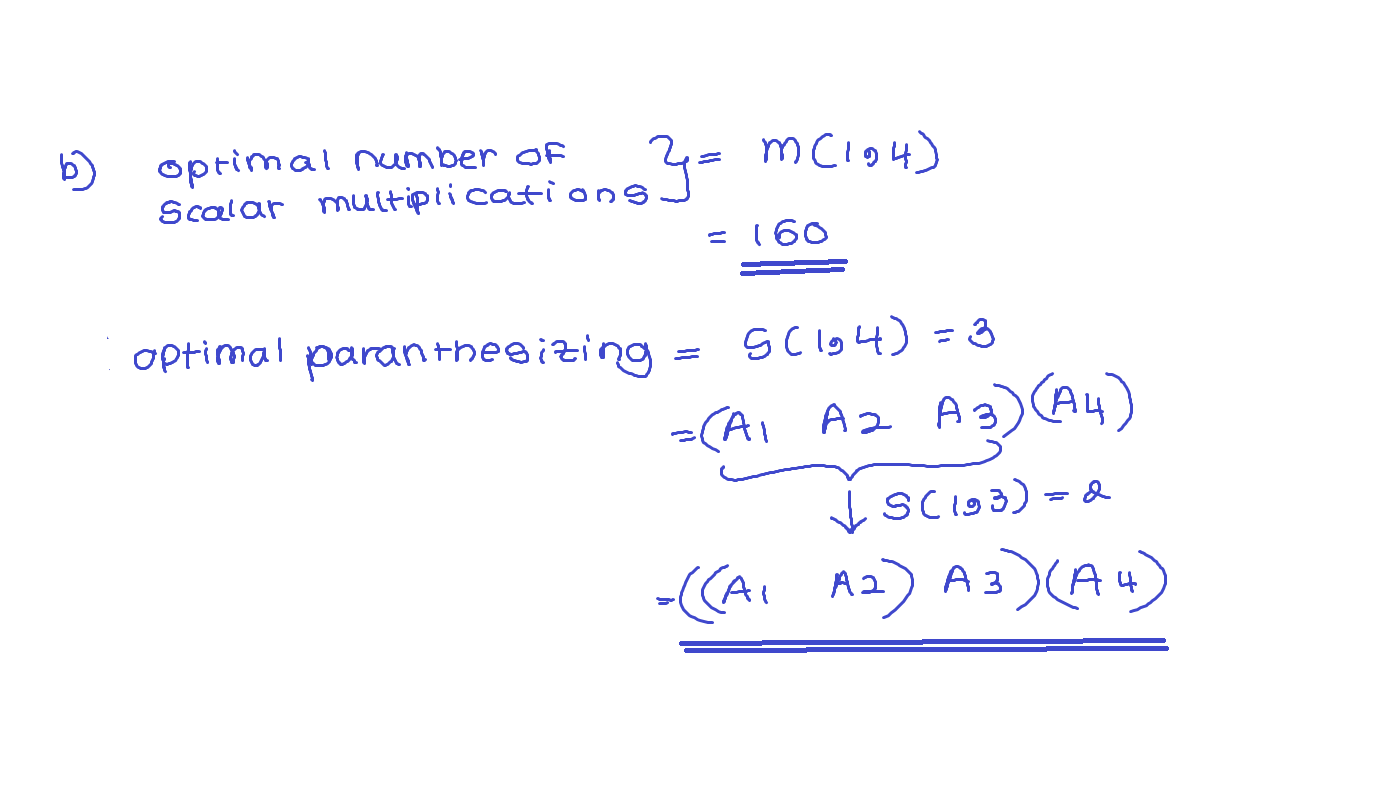 b) optimal number of } = m(1,4)
scalar multiplications
= 160
optimal paranthesizing = S(1,4) = 3
=(A1 A2 A3)(A4)
↓ S(1,3) = 2
=((A1 A2) A3)(A4)